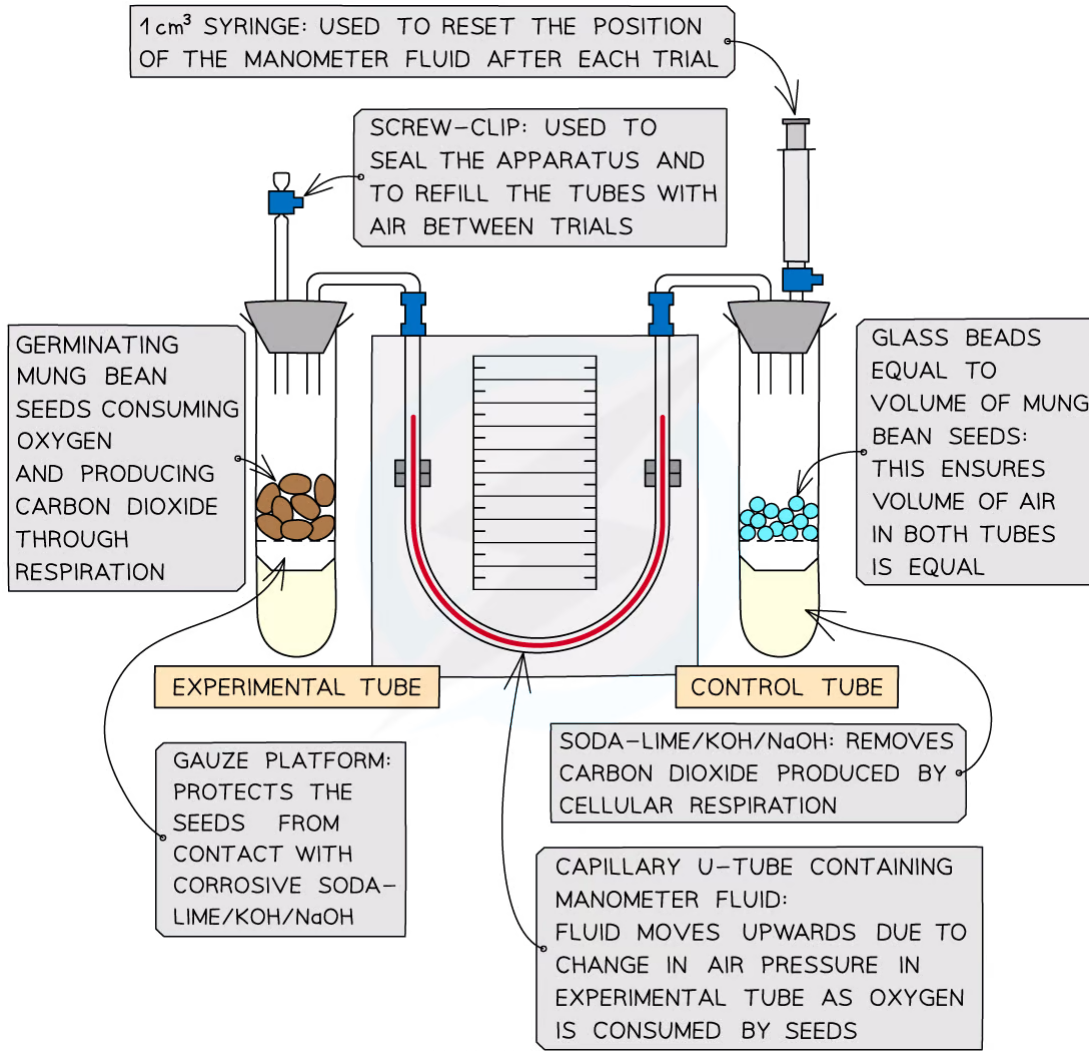 1cm³ SYRINGE: USED TO RESET THE POSITION
OF THE MANOMETER FLUID AFTER EACH TRIAL
SCREW-CLIP: USED TO
SEAL THE APPARATUS AND
TO REFILL THE TUBES WITH
AIR BETWEEN TRIALS
GERMINATING
MUNG BEAN
SEEDS CONSUMING
OXYGEN
AND PRODUCING
CARBON DIOXIDE
THROUGH
RESPIRATION
GLASS BEADS
EQUAL TO
VOLUME OF MUNG
BEAN SEEDS:
THIS ENSURES
VOLUME OF AIR
IN BOTH TUBES
IS EQUAL
EXPERIMENTAL TUBE
CONTROL TUBE
GAUZE PLATFORM:
PROTECTS THE
SEEDS FROM
CONTACT WITH
CORROSIVE SODA-
LIME/KOH/NaOH
SODA-LIME/KOH/NaOH: REMOVES
CARBON DIOXIDE PRODUCED BY
CELLULAR RESPIRATION
CAPILLARY U-TUBE CONTAINING
MANOMETER FLUID:
FLUID MOVES UPWARDS DUE TO
CHANGE IN AIR PRESSURE IN
EXPERIMENTAL TUBE AS OXYGEN
IS CONSUMED BY SEEDS